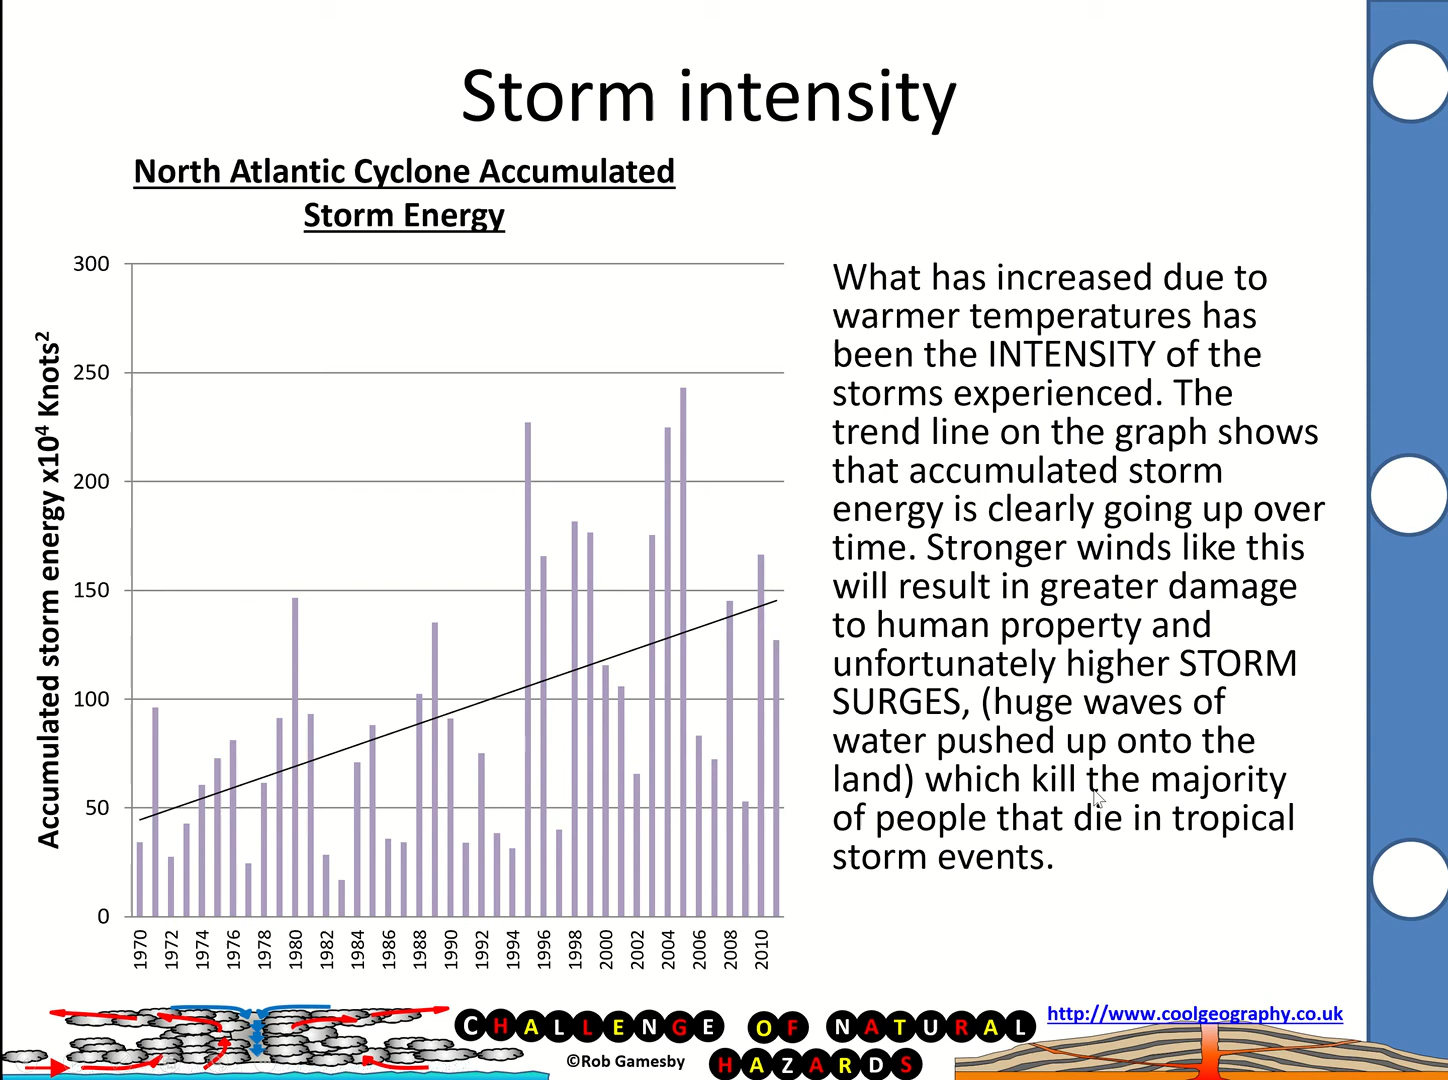 Storm intensity
North Atlantic Cyclone Accumulated
Storm Energy
Accumulated storm energy x10⁴ Knots²
300
250
200
150
100
50
0
1970
1972
1974
1976
1978
1980
1982
1984
1986
1988
1990
1992
1994
1996
1998
2000
2002
2004
2006
2008
2010
What has increased due to
warmer temperatures has
been the INTENSITY of the
storms experienced. The
trend line on the graph shows
that accumulated storm
energy is clearly going up over
time. Stronger winds like this
will result in greater damage
to human property and
unfortunately higher STORM
SURGES, (huge waves of
water pushed up onto the
land) which kill the majority
of people that die in tropical
storm events.
CHALLENGE OF NATURAL
HAZARDS
©Rob Gamesby
http://www.coolgeography.co.uk